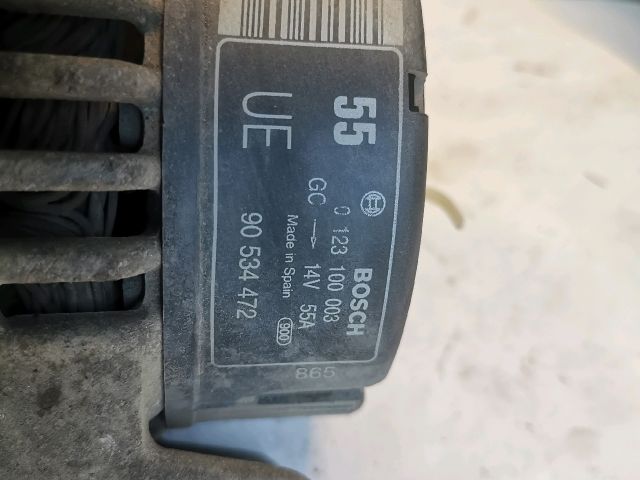 BOSCH
0 123 100 003
GC → 14V 55A
Made in Spain 900
90 534 472
55
UE
865